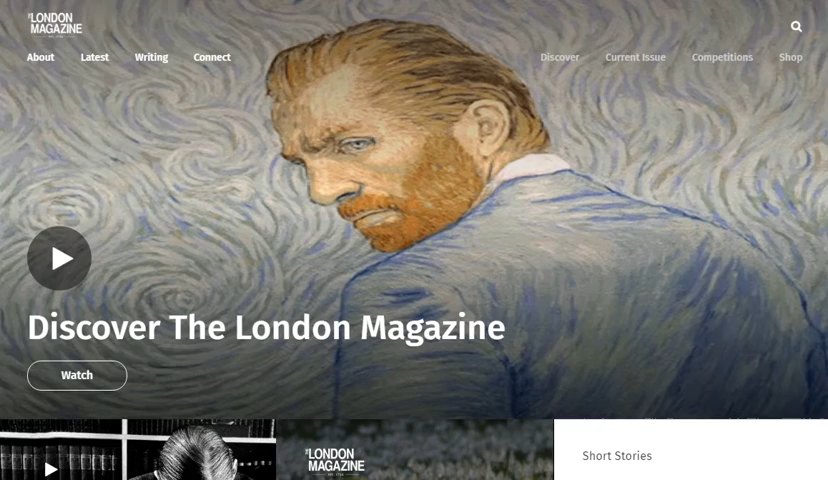 THE LONDON
MAGAZINE
About Latest Writing Connect Discover Current Issue Competitions Shop
Discover The London Magazine
Watch
THE LONDON
MAGAZINE
Short Stories